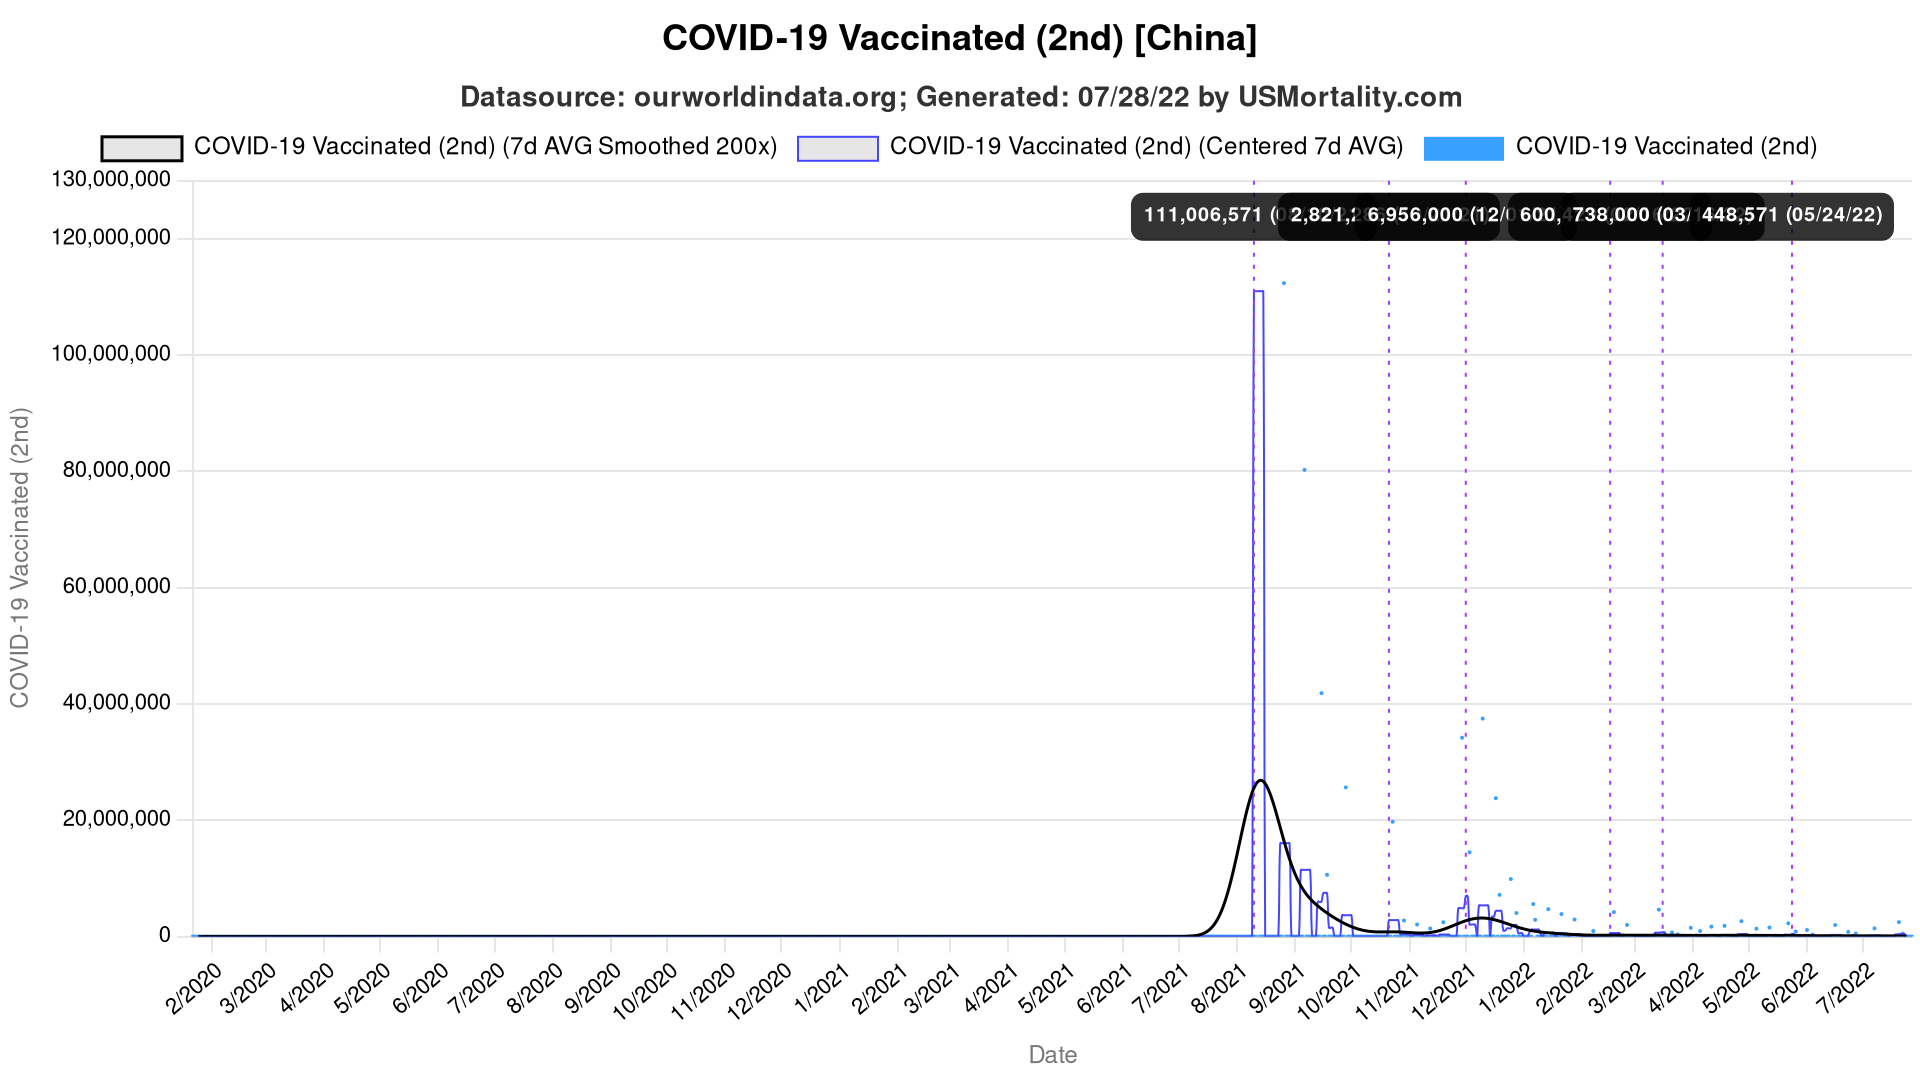 COVID-19 Vaccinated (2nd) [China]
Datasource: ourworldindata.org; Generated: 07/28/22 by USMortality.com
COVID-19 Vaccinated (2nd) (7d AVG Smoothed 200x) COVID-19 Vaccinated (2nd) (Centered 7d AVG) COVID-19 Vaccinated (2nd)
130,000,000
111,006,571 2,821, 6,956,000 (12/0 600, 738,000 (03/ 448,571 (05/24/22)
120,000,000
100,000,000
80,000,000
60,000,000
40,000,000
20,000,000
0
COVID-19 Vaccinated (2nd)
2/2020 3/2020 4/2020 5/2020 6/2020 7/2020 8/2020 9/2020 10/2020 11/2020 12/2020 1/2021 2/2021 3/2021 4/2021 5/2021 6/2021 7/2021 8/2021 9/2021 10/2021 11/2021 12/2021 1/2022 2/2022 3/2022 4/2022 5/2022 6/2022 7/2022
Date